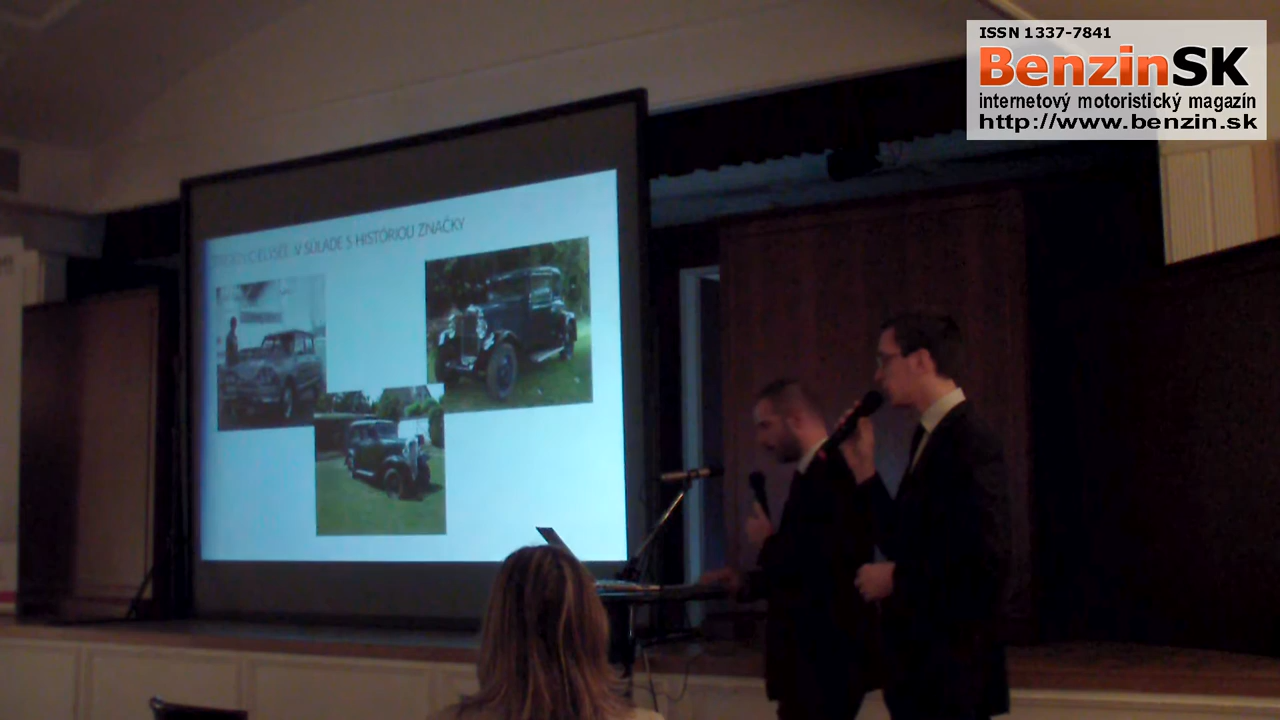 ISSN 1337-7841
BenzinSK
internetový motoristický magazín
http://www.benzin.sk
V SÚLADE S HISTÓRIOU ZNAČKY